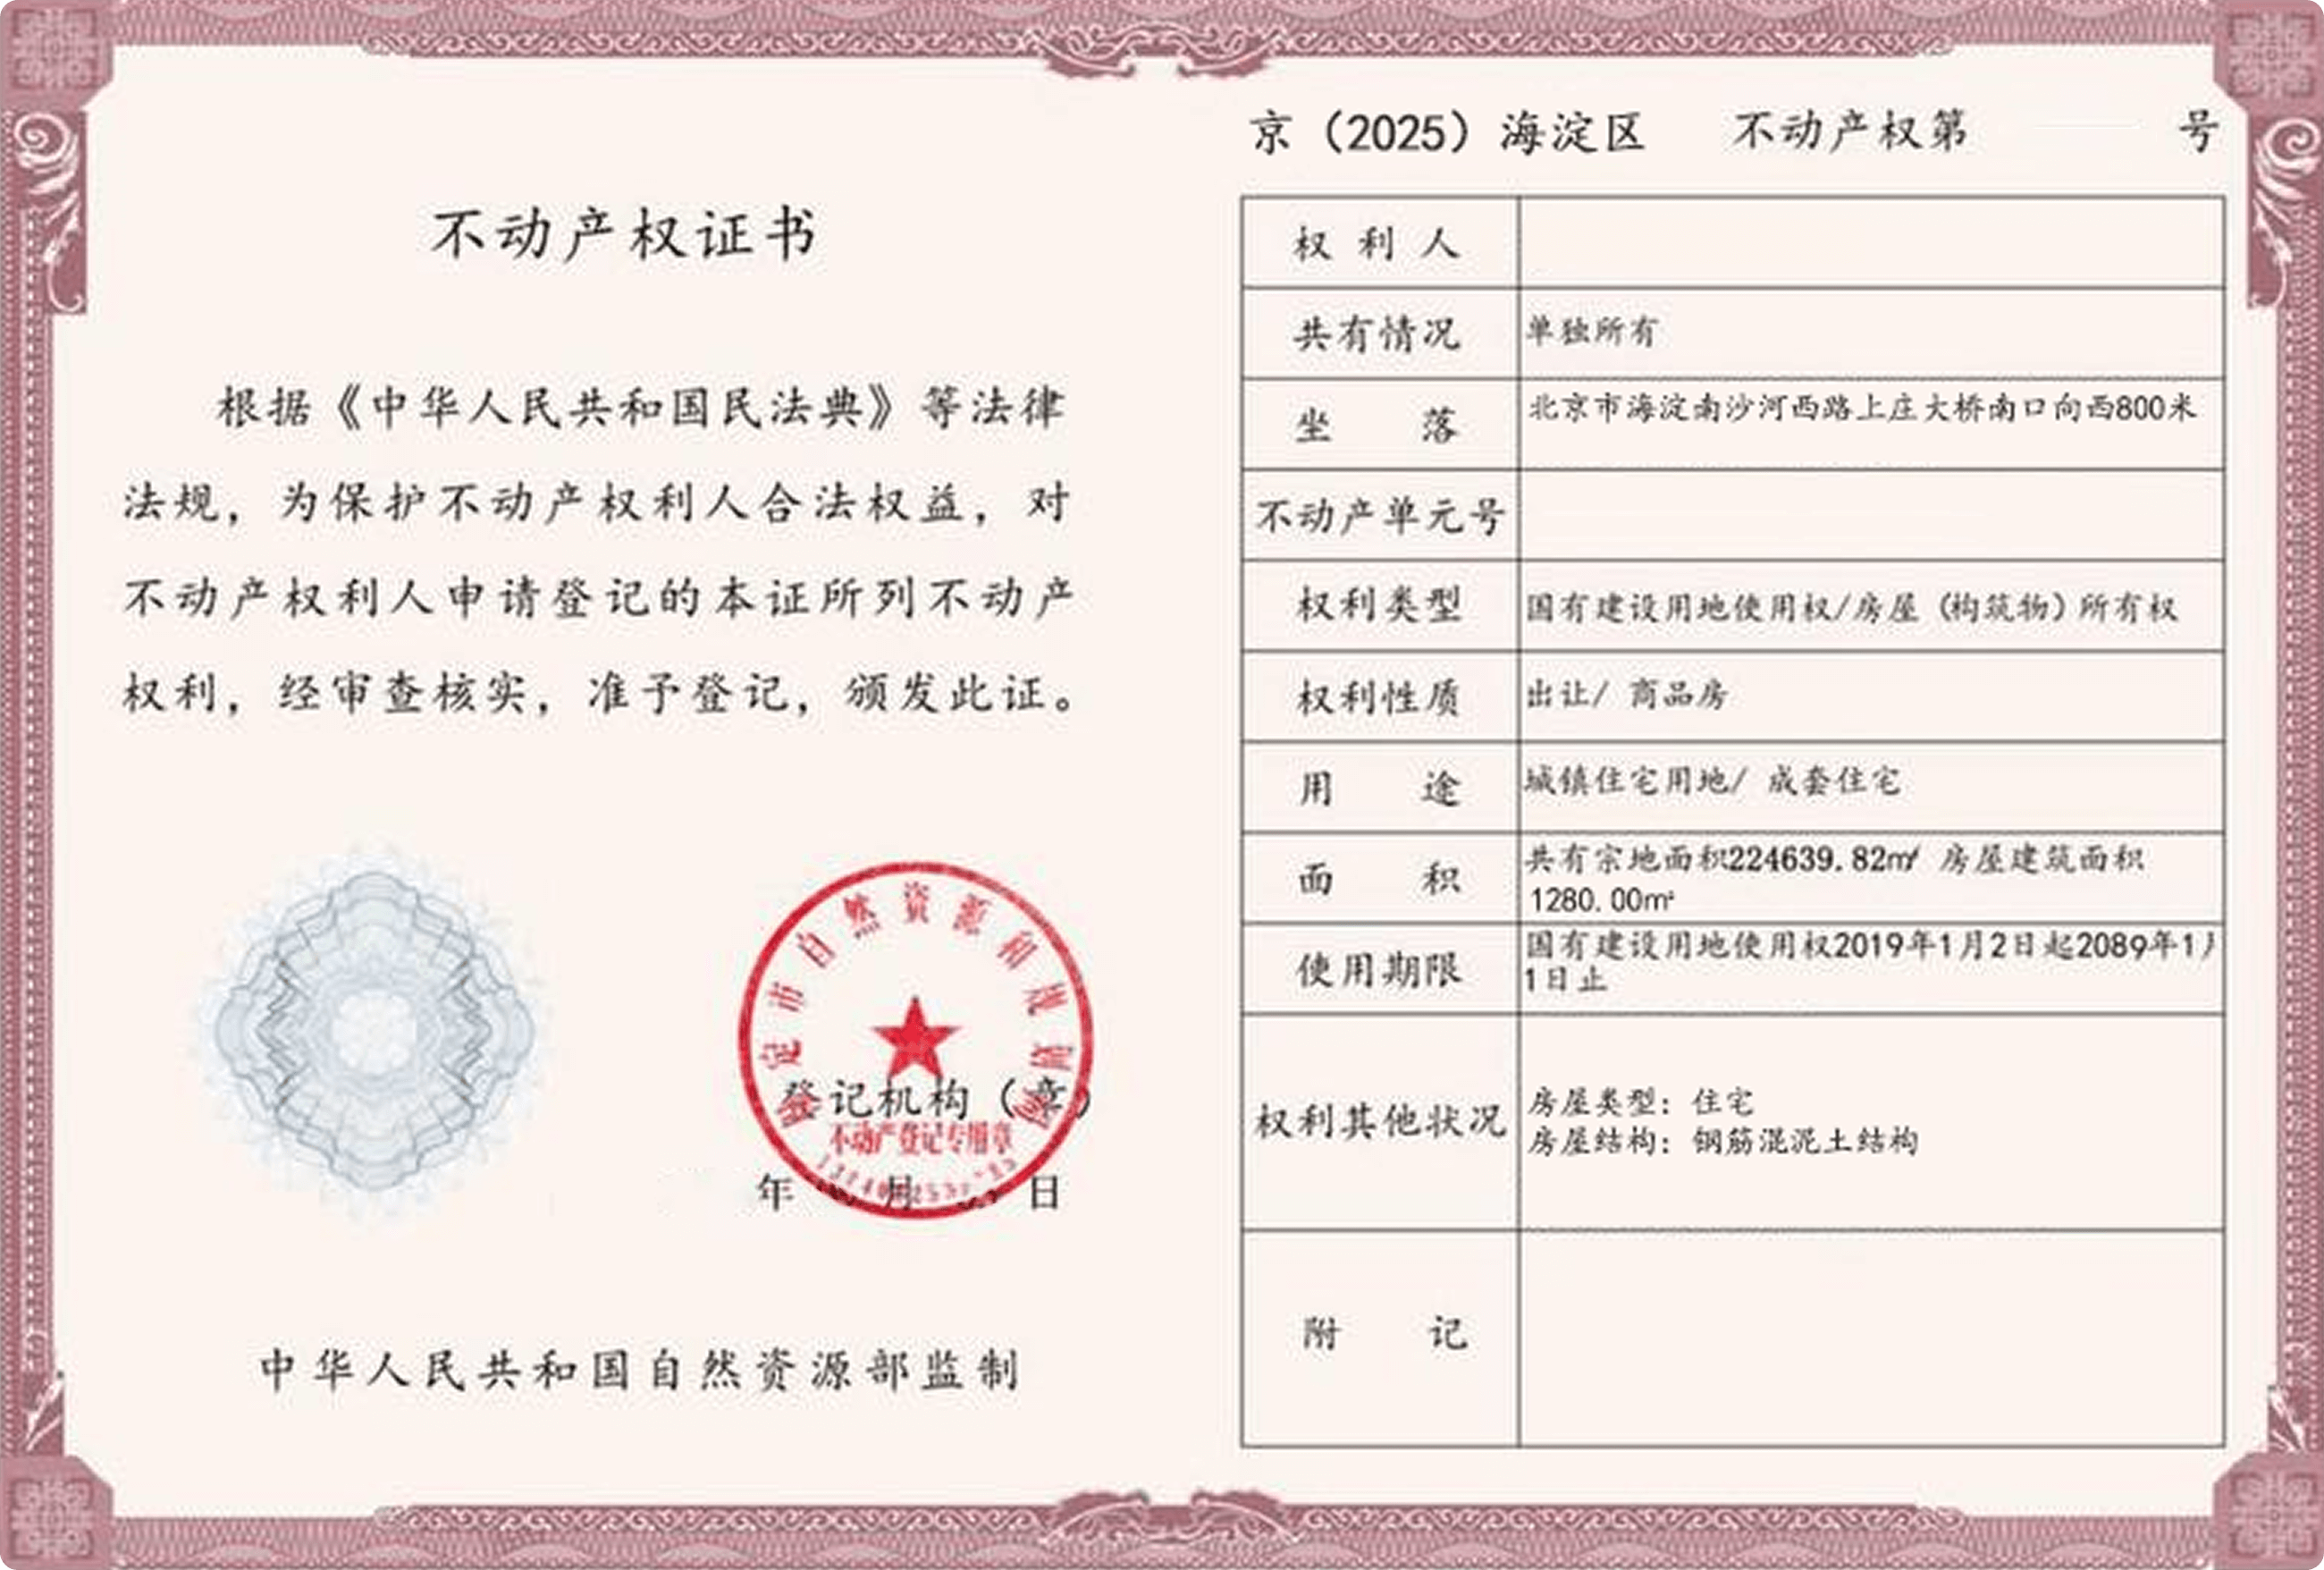 不动产权证书
根据《中华人民共和国民法典》等法律
法规，为保护不动产权利人合法权益，对
不动产权利人申请登记的本证所列不动产
权利，经审查核实，准予登记，颁发此证。
市自然資源和规划局
登记机构（章）
不动产登记专用章
年 月 日
中华人民共和国自然资源部监制
京（2025）海淀区 不动产权第 号
权利人
共有情况 单独所有
坐落 北京市海淀南沙河西路上庄大桥南口向西800米
不动产单元号
权利类型 国有建设用地使用权/房屋（构筑物）所有权
权利性质 出让/ 商品房
用途 城镇住宅用地/ 成套住宅
面积 共有宗地面积224639.82㎡ 房屋建筑面积
1280.00㎡
使用期限 国有建设用地使用权2019年1月2日起2089年1月
1日止
权利其他状况 房屋类型：住宅
房屋结构：钢筋混泥土结构
附记